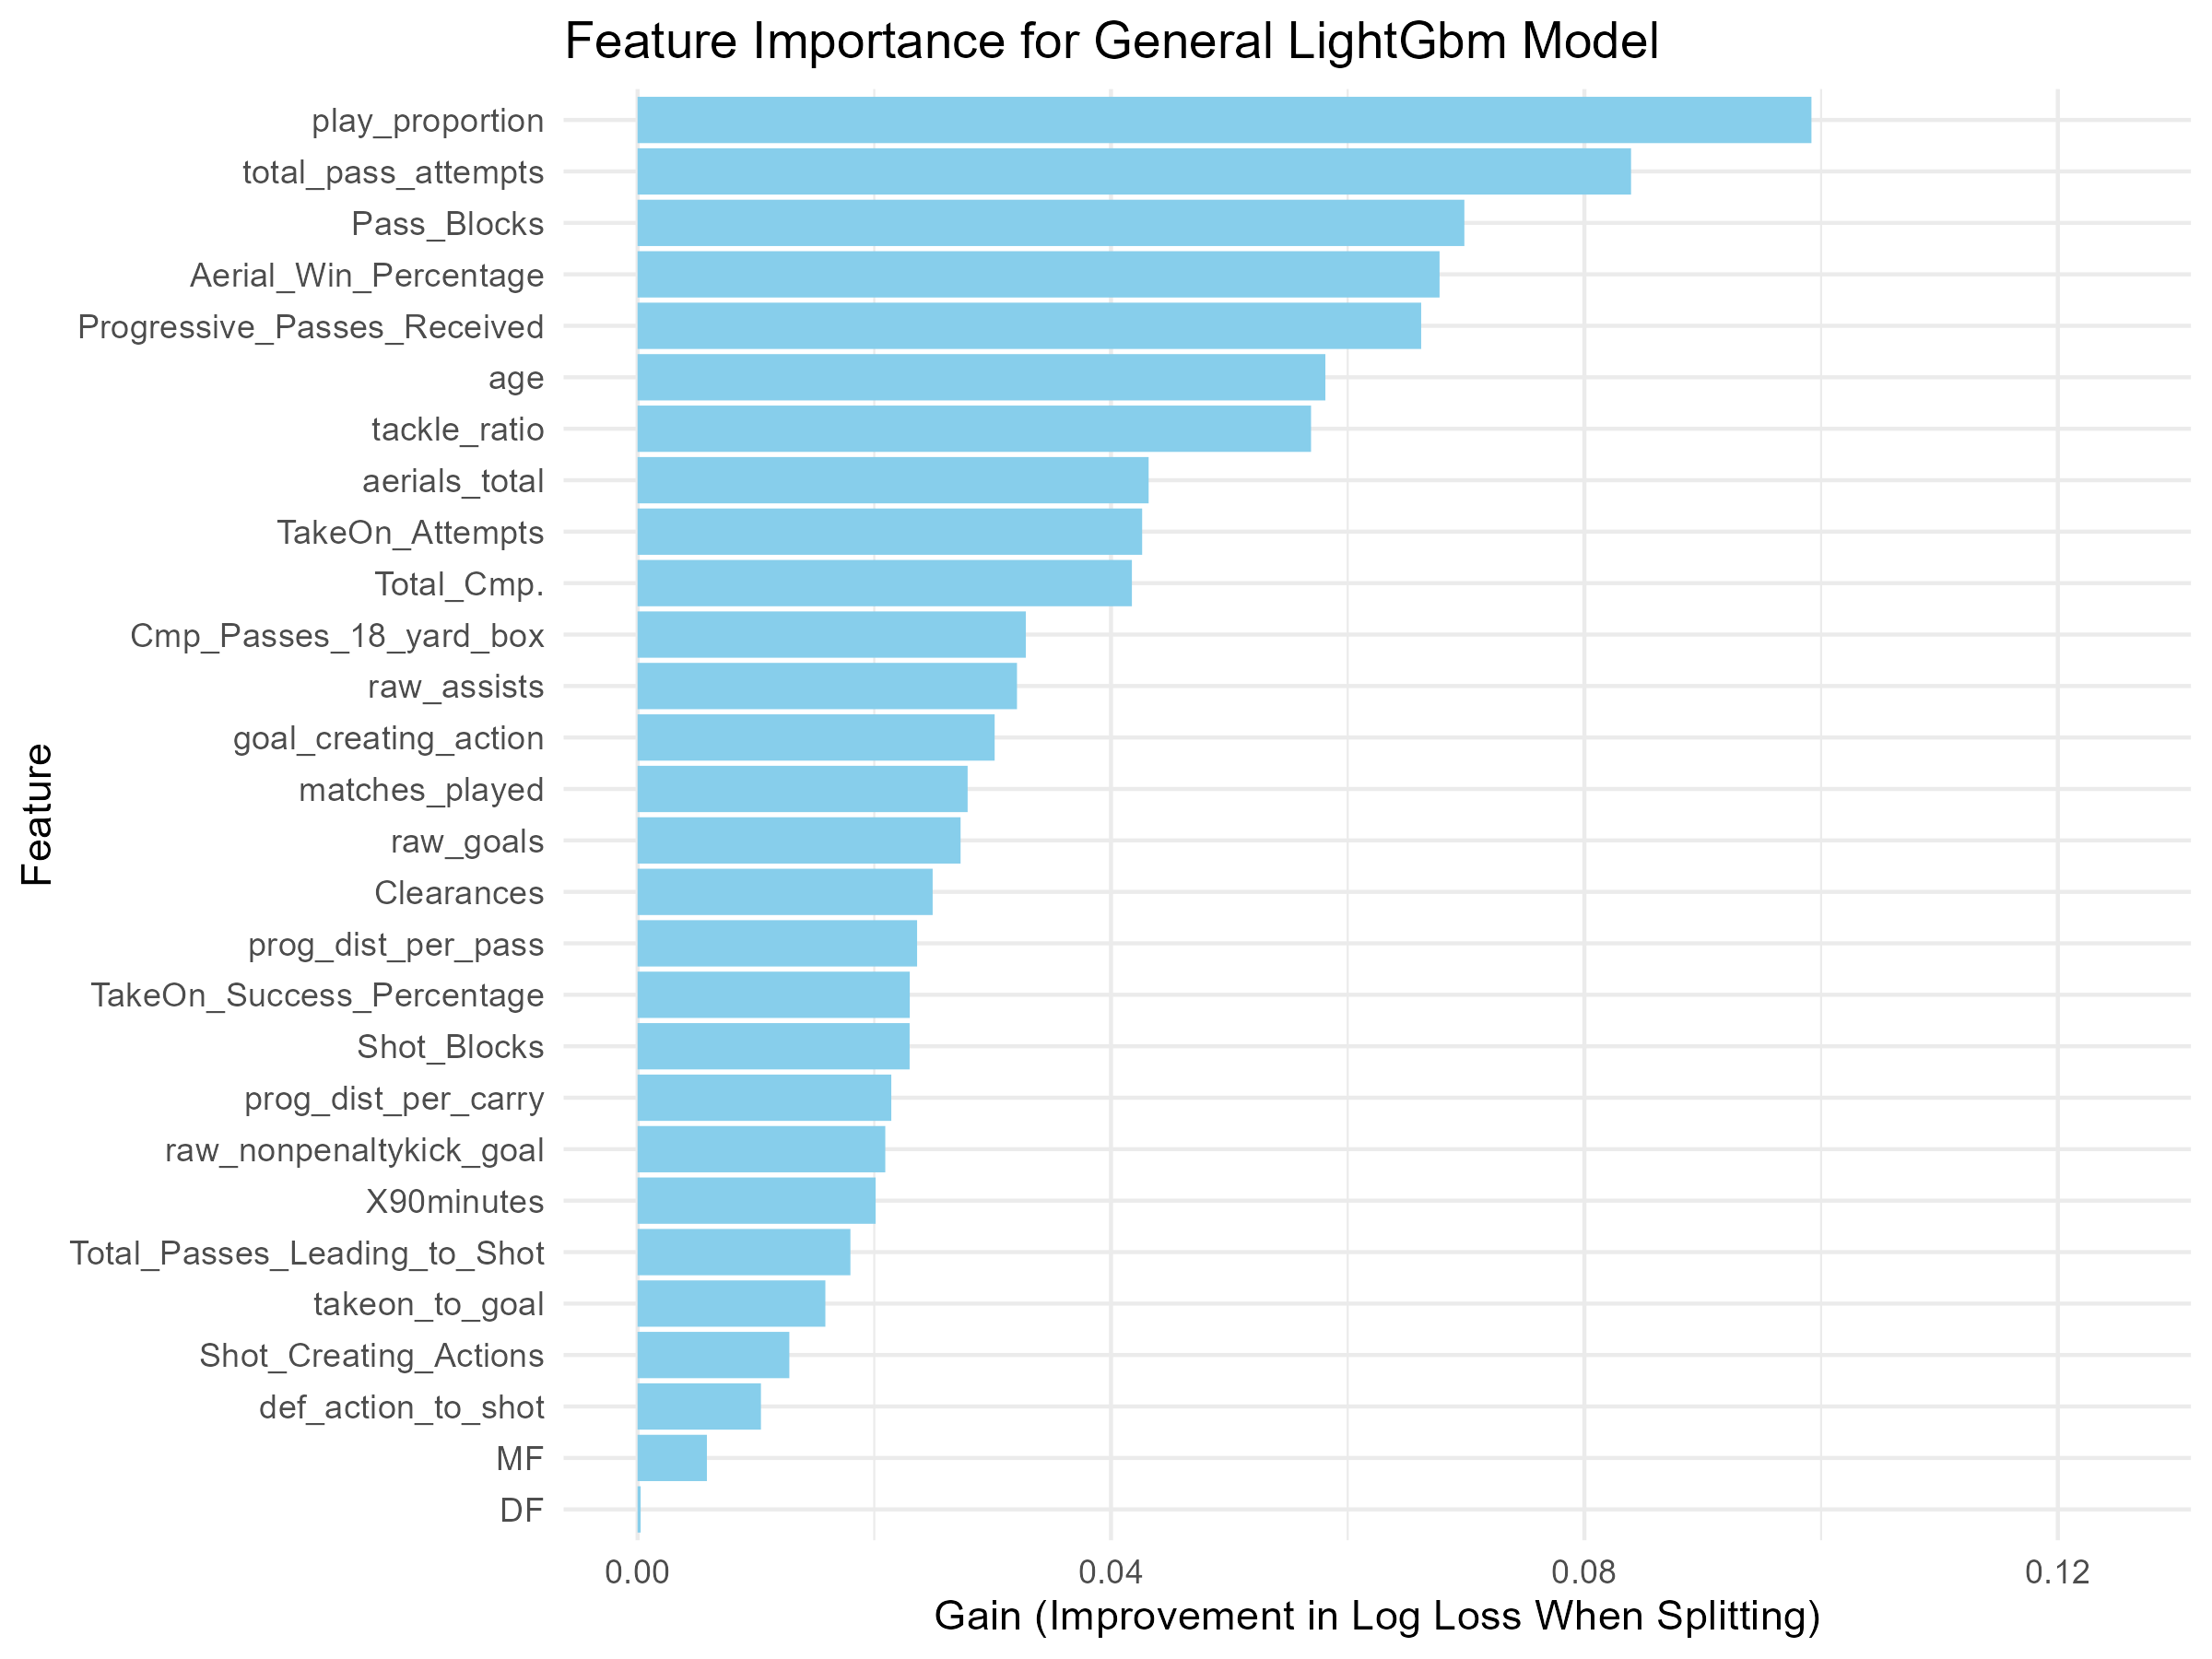 Feature Importance for General LightGbm Model
play_proportion
total_pass_attempts
Pass_Blocks
Aerial_Win_Percentage
Progressive_Passes_Received
age
tackle_ratio
aerials_total
TakeOn_Attempts
Total_Cmp.
Cmp_Passes_18_yard_box
raw_assists
goal_creating_action
matches_played
raw_goals
Clearances
prog_dist_per_pass
TakeOn_Success_Percentage
Shot_Blocks
prog_dist_per_carry
raw_nonpenaltykick_goal
X90minutes
Total_Passes_Leading_to_Shot
takeon_to_goal
Shot_Creating_Actions
def_action_to_shot
MF
DF
Feature
0.00 0.04 0.08 0.12
Gain (Improvement in Log Loss When Splitting)